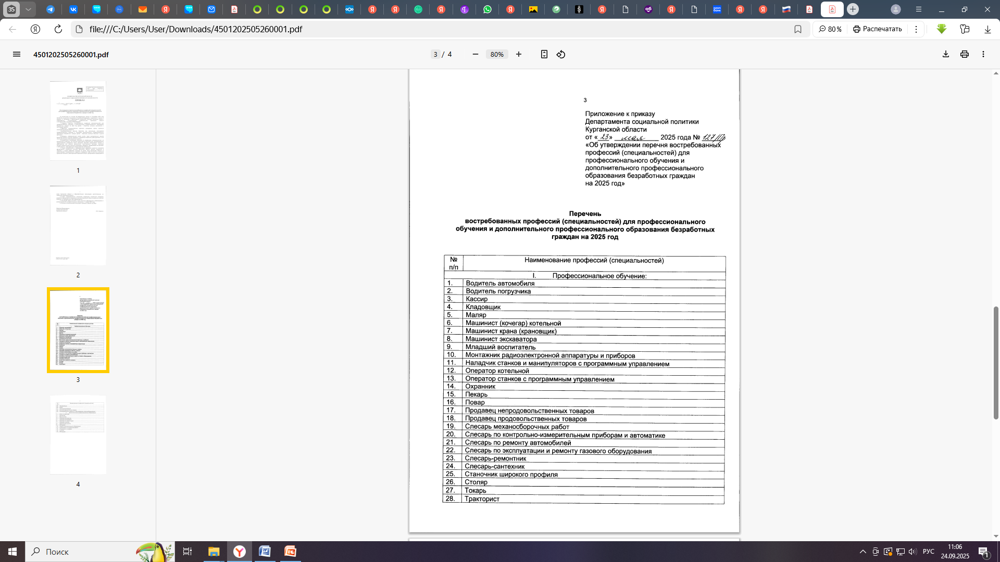 35
file:///C:/Users/User/Downloads/4501202505260001.pdf
80%
Распечатать
4501202505260001.pdf
3 / 4
80%
1
2
3
4
3
Приложение к приказу
Департамента социальной политики
Курганской области
от «23» мая 2025 года №
«Об утверждении перечня востребованных
профессий (специальностей) для
профессионального обучения и
дополнительного профессионального
образования безработных граждан
на 2025 год»
Перечень
востребованных профессий (специальностей) для профессионального
обучения и дополнительного профессионального образования безработных
граждан на 2025 год
№ п/п Наименование профессий (специальностей)
I. Профессиональное обучение:
1. Водитель автомобиля
2. Водитель погрузчика
3. Кассир
4. Кладовщик
5. Маляр
6. Машинист (кочегар) котельной
7. Машинист крана (крановщик)
8. Машинист экскаватора
9. Младший воспитатель
10. Монтажник радиоэлектронной аппаратуры и приборов
11. Наладчик станков и манипуляторов с программным управлением
12. Оператор котельной
13. Оператор станков с программным управлением
14. Охранник
15. Пекарь
16. Повар
17. Продавец непродовольственных товаров
18. Продавец продовольственных товаров
19. Слесарь механосборочных работ
20. Слесарь по контрольно-измерительным приборам и автоматике
21. Слесарь по ремонту автомобилей
22. Слесарь по эксплуатации и ремонту газового оборудования
23. Слесарь-ремонтник
24. Слесарь-сантехник
25. Станочник широкого профиля
26. Столяр
27. Токарь
28. Тракторист
Поиск
РУС
11:06
24.09.2025
1